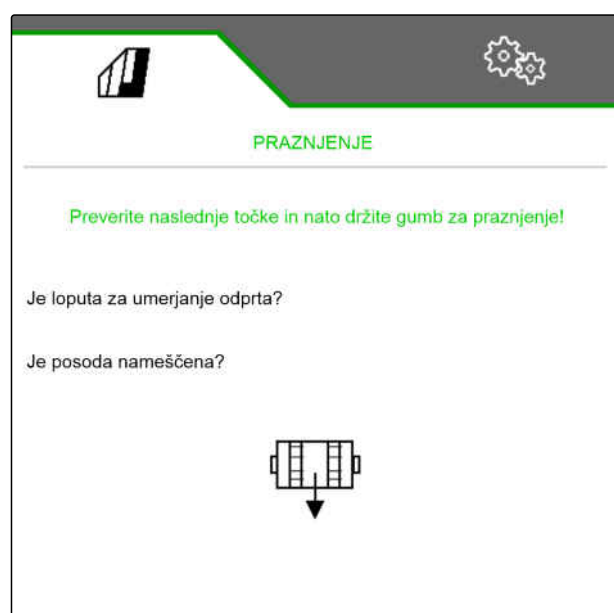 PRAZNJENJE
Preverite naslednje točke in nato držite gumb za praznjenje!
Je loputa za umerjanje odprta?
Je posoda nameščena?